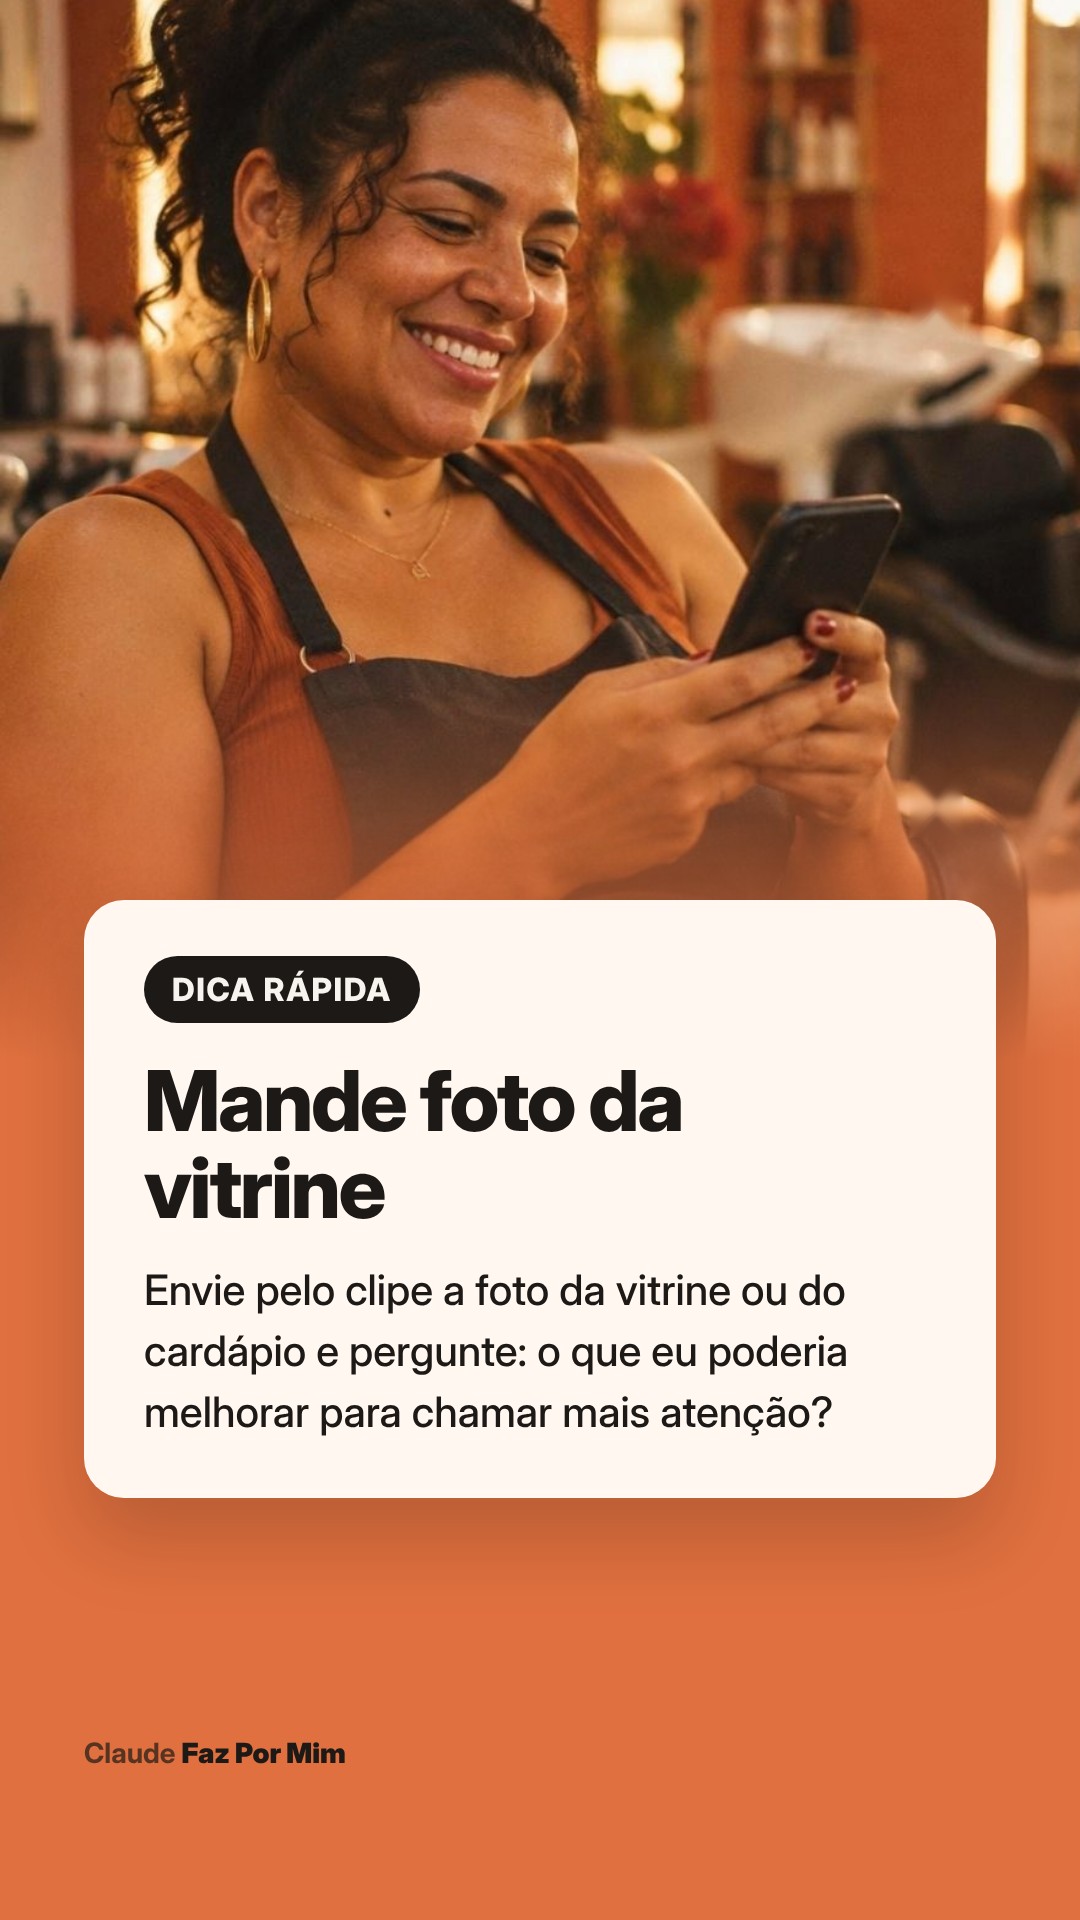 DICA RÁPIDA
Mande foto da
vitrine
Envie pelo clipe a foto da vitrine ou do
cardápio e pergunte: o que eu poderia
melhorar para chamar mais atenção?
Claude Faz Por Mim